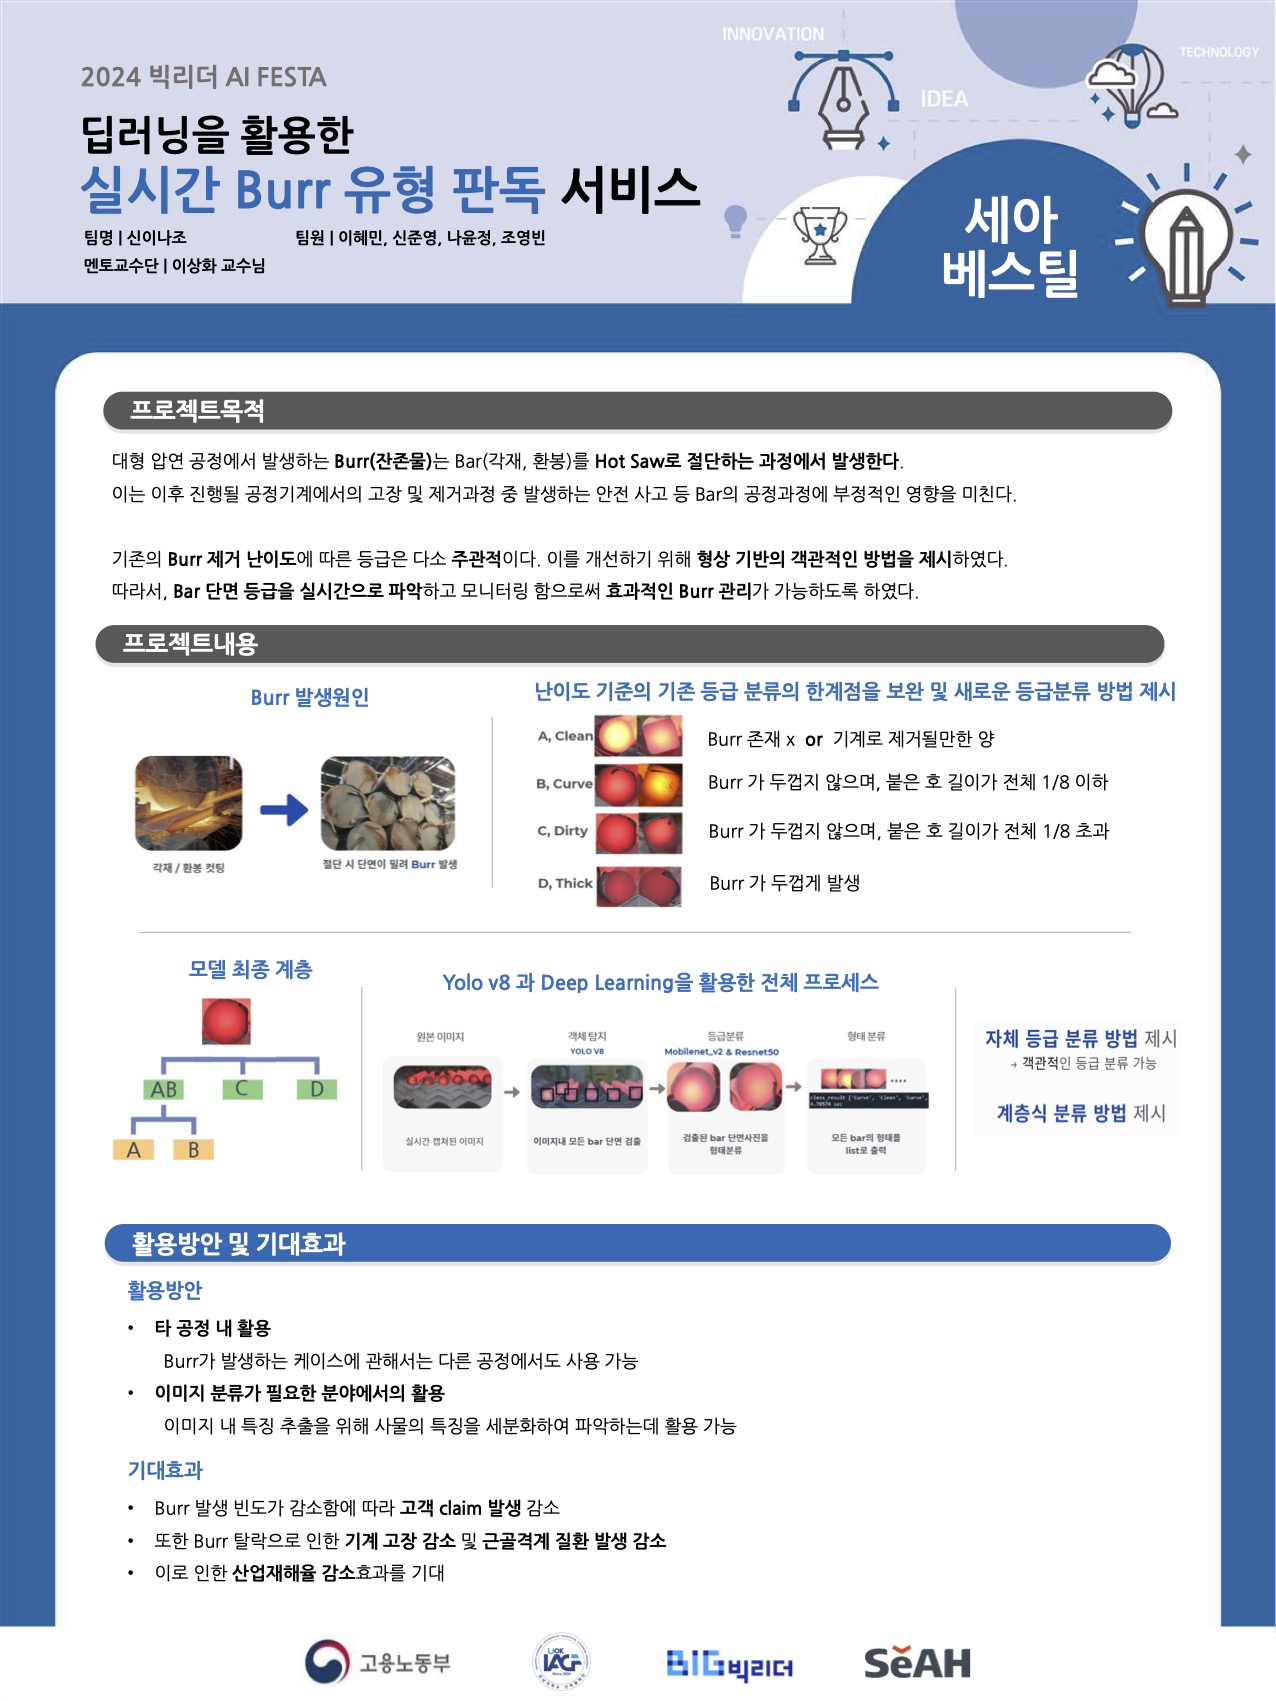 INNOVATION
TECHNOLOGY
IDEA
2024 빅리더 AI FESTA
딥러닝을 활용한
실시간 Burr 유형 판독 서비스
팀명 | 신이나조 팀원 | 이혜민, 신준영, 나윤정, 조영빈
멘토교수단 | 이상화 교수님
세아
베스틸
프로젝트목적
대형 압연 공정에서 발생하는 Burr(잔존물)는 Bar(각재, 환봉)를 Hot Saw로 절단하는 과정에서 발생한다.
이는 이후 진행될 공정기계에서의 고장 및 제거과정 중 발생하는 안전 사고 등 Bar의 공정과정에 부정적인 영향을 미친다.
기존의 Burr 제거 난이도에 따른 등급은 다소 주관적이다. 이를 개선하기 위해 형상 기반의 객관적인 방법을 제시하였다.
따라서, Bar 단면 등급을 실시간으로 파악하고 모니터링 함으로써 효과적인 Burr 관리가 가능하도록 하였다.
프로젝트내용
Burr 발생원인
각재 / 환봉 컷팅
절단 시 단면이 밀려 Burr 발생
난이도 기준의 기존 등급 분류의 한계점을 보완 및 새로운 등급분류 방법 제시
A, Clean Burr 존재 x or 기계로 제거될만한 양
B, Curve Burr 가 두껍지 않으며, 붙은 호 길이가 전체 1/8 이하
C, Dirty Burr 가 두껍지 않으며, 붙은 호 길이가 전체 1/8 초과
D, Thick Burr 가 두껍게 발생
모델 최종 계층
AB C D
A B
Yolo v8 과 Deep Learning을 활용한 전체 프로세스
원본 이미지
실시간 캡쳐된 이미지
객체 탐지
YOLO V8
이미지내 모든 bar 단면 검출
등급분류
Mobilenet_v2 & Resnet50
검출된 bar 단면사진을
형태분류
형태 분류
....
class_result ['Curve', 'Clean', 'Curve',
모든 bar의 형태를
list로 출력
자체 등급 분류 방법 제시
→ 객관적인 등급 분류 가능
계층식 분류 방법 제시
활용방안 및 기대효과
활용방안
• 타 공정 내 활용
Burr가 발생하는 케이스에 관해서는 다른 공정에서도 사용 가능
• 이미지 분류가 필요한 분야에서의 활용
이미지 내 특징 추출을 위해 사물의 특징을 세분화하여 파악하는데 활용 가능
기대효과
• Burr 발생 빈도가 감소함에 따라 고객 claim 발생 감소
• 또한 Burr 탈락으로 인한 기계 고장 감소 및 근골격계 질환 발생 감소
• 이로 인한 산업재해율 감소효과를 기대
고용노동부
BIG빅리더
SeAH